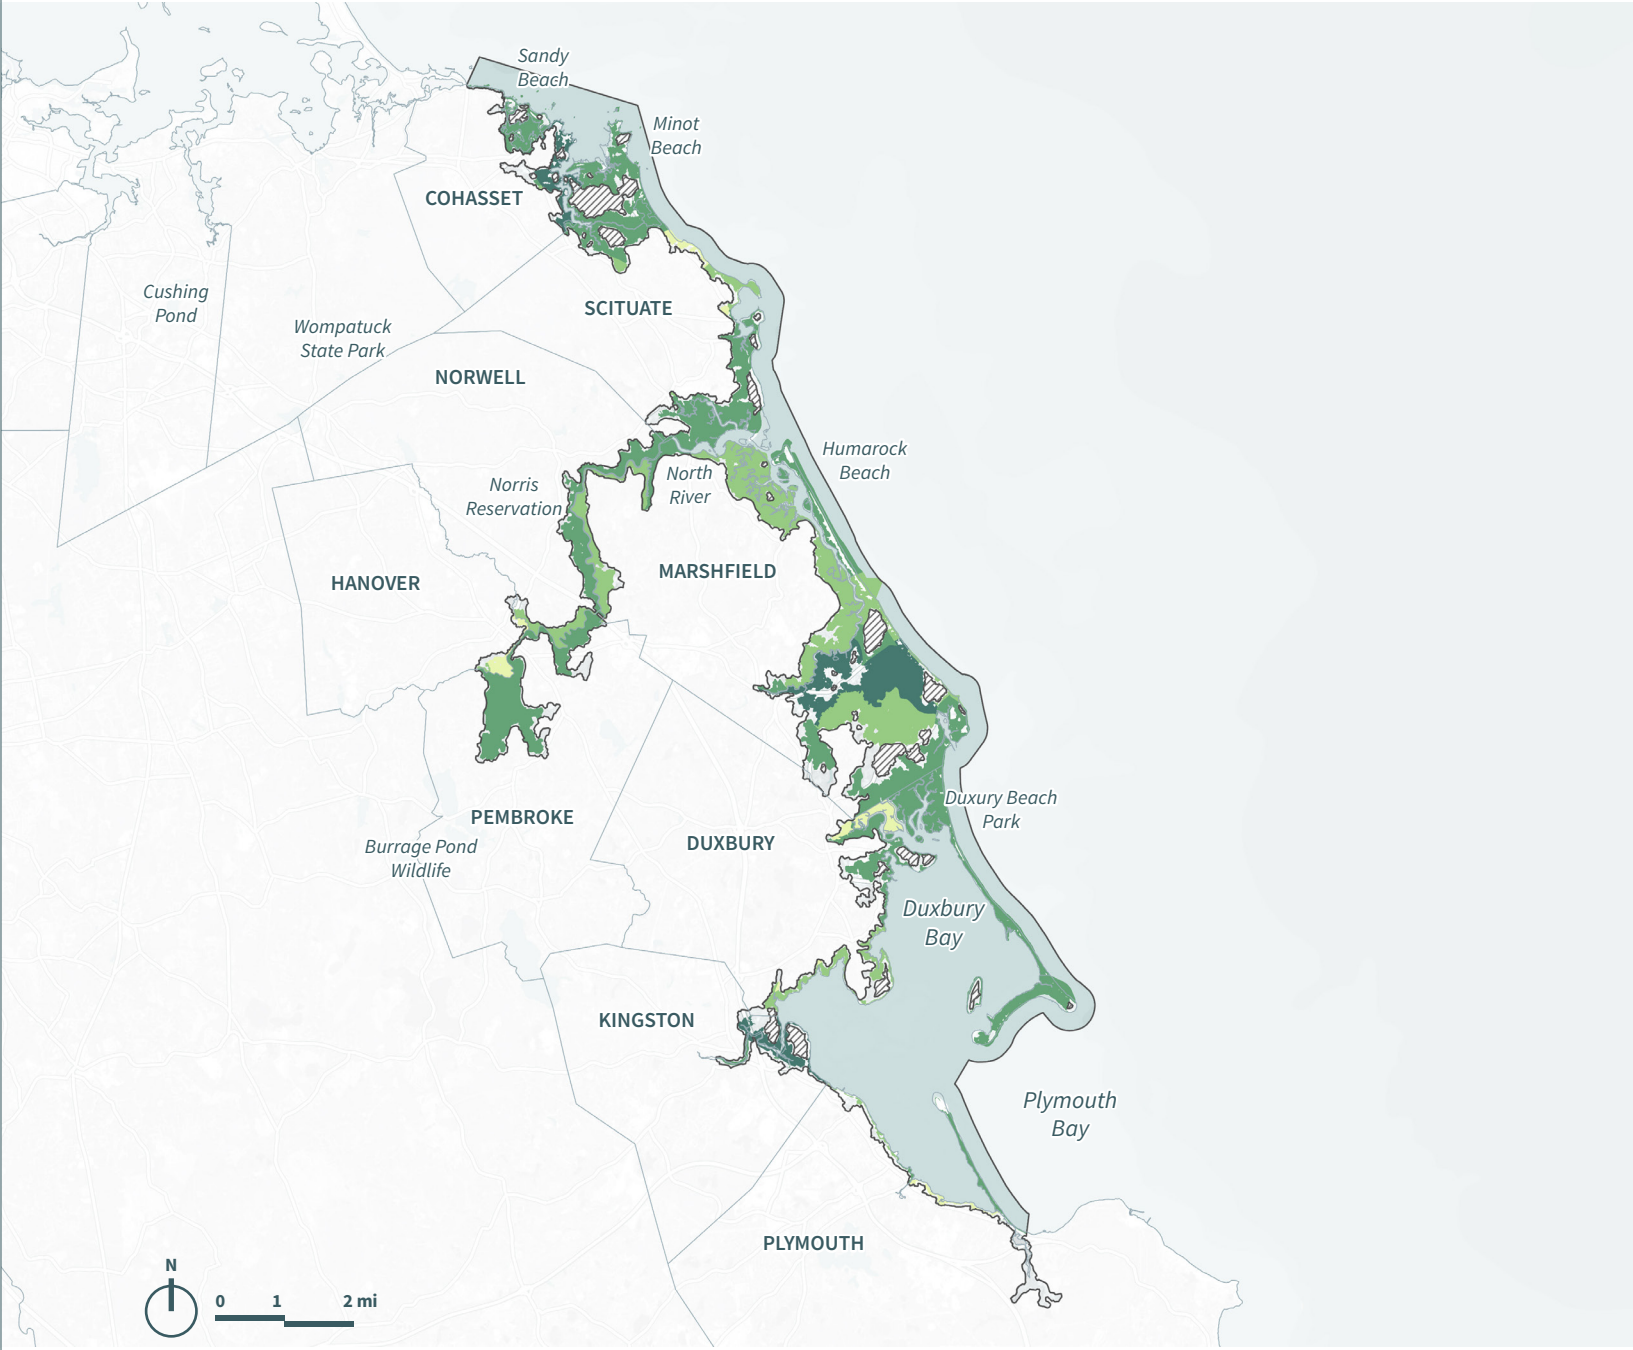 Sandy
Beach
Minot
Beach
COHASSET
Cushing
Pond
SCITUATE
Wompatuck
State Park
NORWELL
Humarock
Beach
North
River
Norris
Reservation
MARSHFIELD
HANOVER
Duxury Beach
Park
PEMBROKE
DUXBURY
Burrage Pond
Wildlife
Duxbury
Bay
KINGSTON
Plymouth
Bay
PLYMOUTH
N
0 1 2 mi